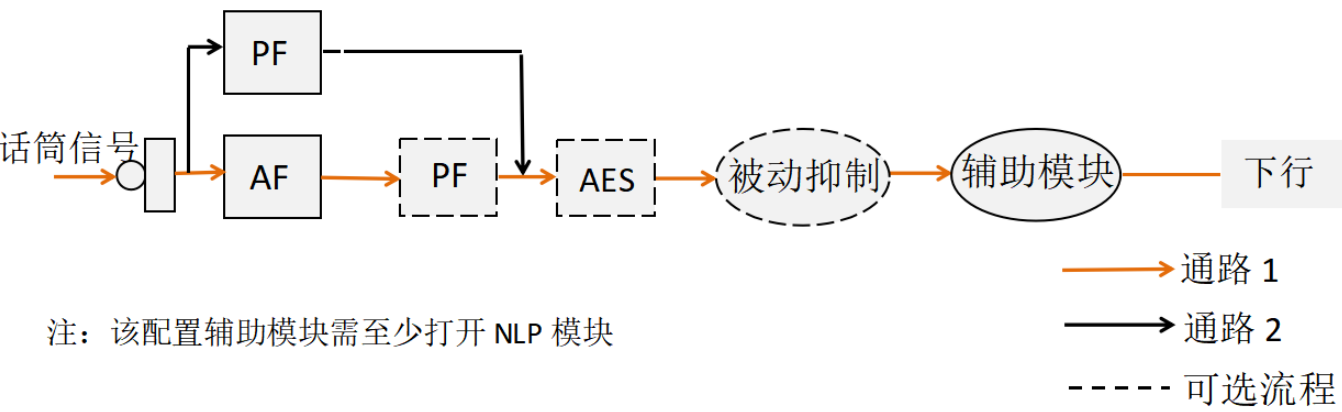 PF
话筒信号
AF
PF
AES
被动抑制
辅助模块
下行
通路 1
注：该配置辅助模块需至少打开 NLP 模块
通路 2
可选流程